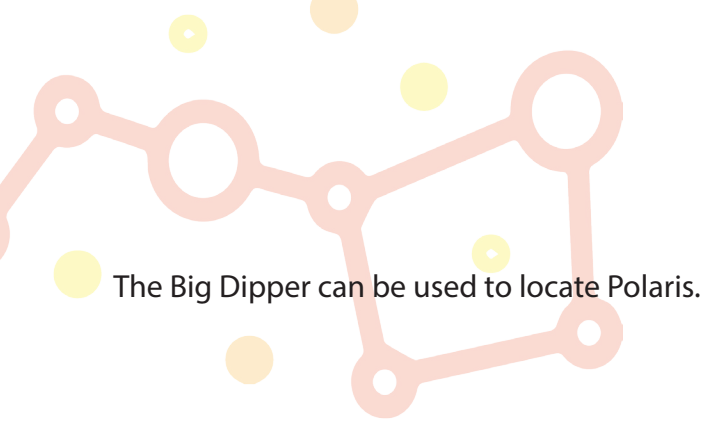 The Big Dipper can be used to locate Polaris.